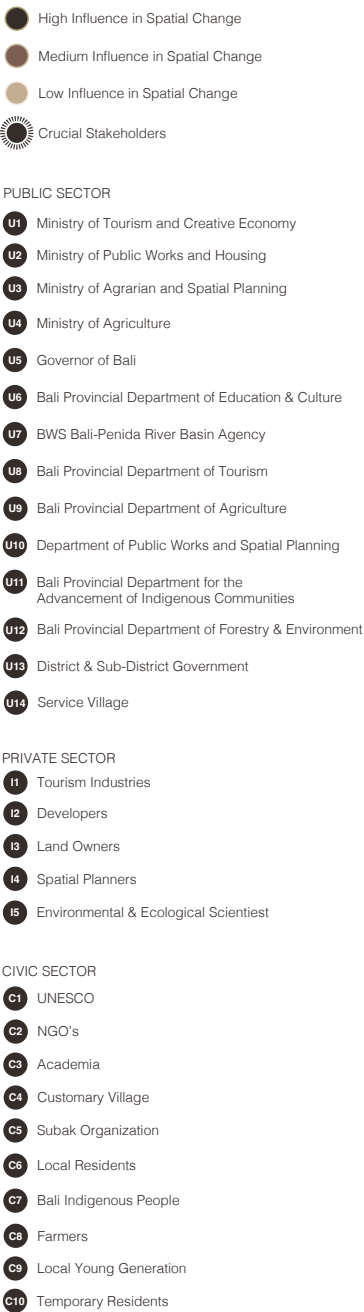 High Influence in Spatial Change
Medium Influence in Spatial Change
Low Influence in Spatial Change
Crucial Stakeholders
PUBLIC SECTOR
U1 Ministry of Tourism and Creative Economy
U2 Ministry of Public Works and Housing
U3 Ministry of Agrarian and Spatial Planning
U4 Ministry of Agriculture
U5 Governor of Bali
U6 Bali Provincial Department of Education & Culture
U7 BWS Bali-Penida River Basin Agency
U8 Bali Provincial Department of Tourism
U9 Bali Provincial Department of Agriculture
U10 Department of Public Works and Spatial Planning
U11 Bali Provincial Department for the
Advancement of Indigenous Communities
U12 Bali Provincial Department of Forestry & Environment
U13 District & Sub-District Government
U14 Service Village
PRIVATE SECTOR
I1 Tourism Industries
I2 Developers
I3 Land Owners
I4 Spatial Planners
I5 Environmental & Ecological Scientiest
CIVIC SECTOR
C1 UNESCO
C2 NGO's
C3 Academia
C4 Customary Village
C5 Subak Organization
C6 Local Residents
C7 Bali Indigenous People
C8 Farmers
C9 Local Young Generation
C10 Temporary Residents